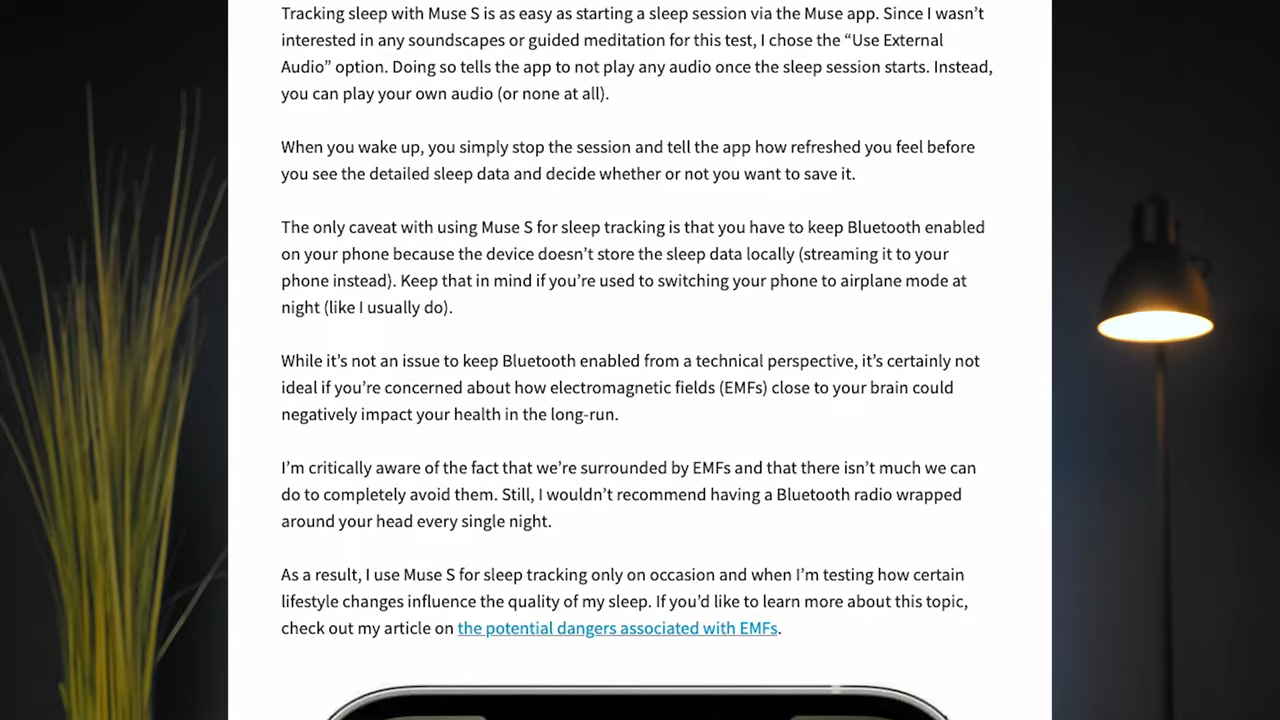 Tracking sleep with Muse S is as easy as starting a sleep session via the Muse app. Since I wasn’t
interested in any soundscapes or guided meditation for this test, I chose the “Use External
Audio” option. Doing so tells the app to not play any audio once the sleep session starts. Instead,
you can play your own audio (or none at all).
When you wake up, you simply stop the session and tell the app how refreshed you feel before
you see the detailed sleep data and decide whether or not you want to save it.
The only caveat with using Muse S for sleep tracking is that you have to keep Bluetooth enabled
on your phone because the device doesn’t store the sleep data locally (streaming it to your
phone instead). Keep that in mind if you’re used to switching your phone to airplane mode at
night (like I usually do).
While it’s not an issue to keep Bluetooth enabled from a technical perspective, it’s certainly not
ideal if you’re concerned about how electromagnetic fields (EMFs) close to your brain could
negatively impact your health in the long-run.
I’m critically aware of the fact that we’re surrounded by EMFs and that there isn’t much we can
do to completely avoid them. Still, I wouldn’t recommend having a Bluetooth radio wrapped
around your head every single night.
As a result, I use Muse S for sleep tracking only on occasion and when I’m testing how certain
lifestyle changes influence the quality of my sleep. If you’d like to learn more about this topic,
check out my article on the potential dangers associated with EMFs.